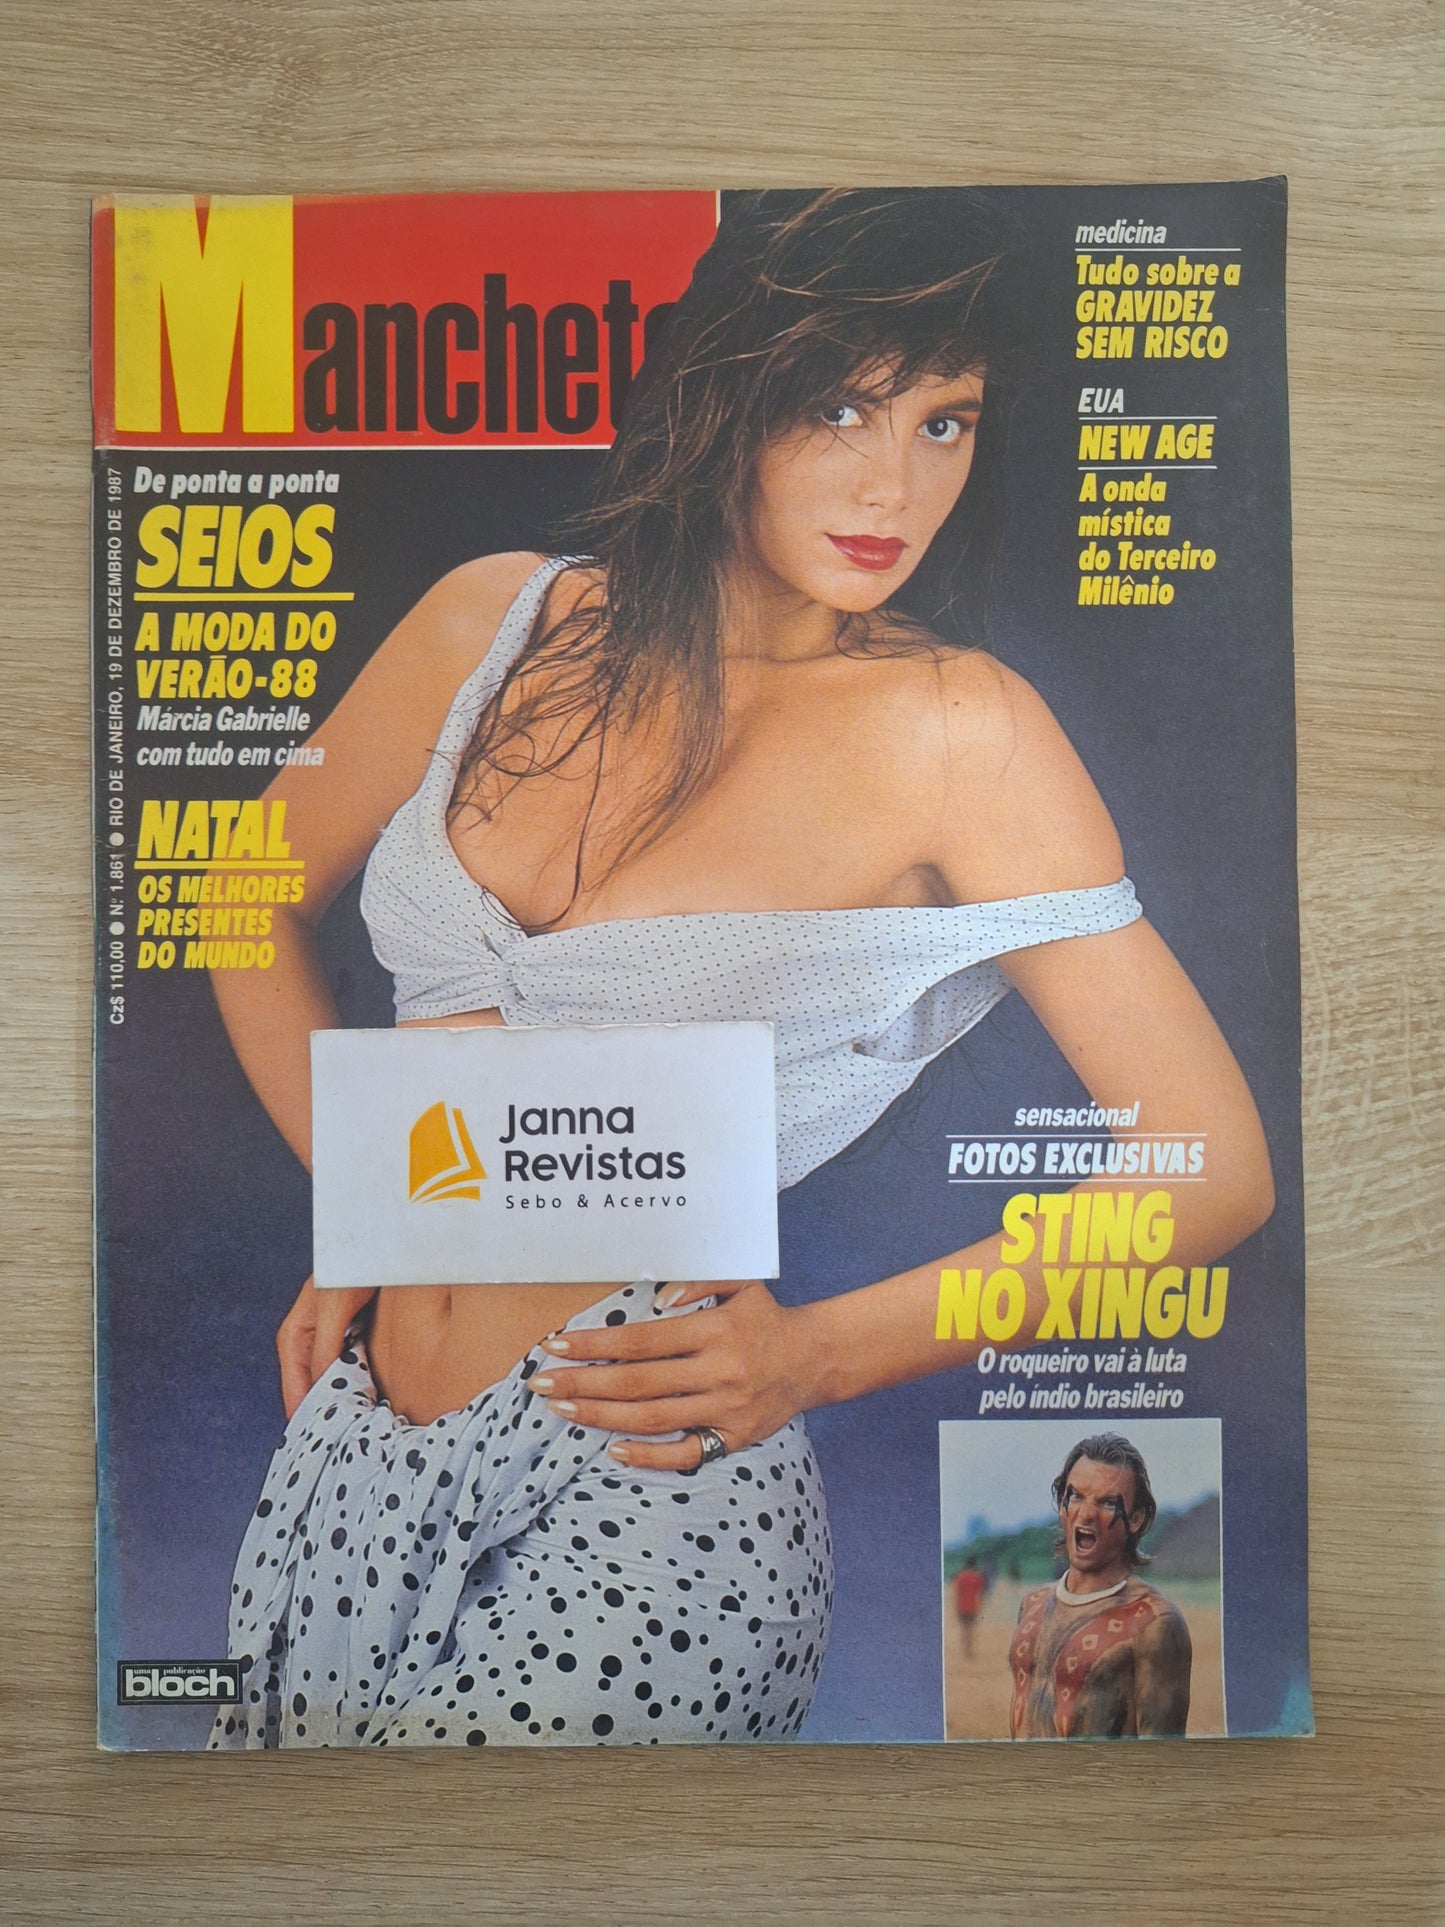 Manchete
medicina
Tudo sobre a
GRAVIDEZ
SEM RISCO
EUA
NEW AGE
A onda
mística
do Terceiro
Milênio
De ponta a ponta
SEIOS
A MODA DO
VERÃO-88
Márcia Gabrielle
com tudo em cima
NATAL
OS MELHORES
PRESENTES
DO MUNDO
Cz$ 110,00 ● Nº 1.861 ● RIO DE JANEIRO, 19 DE DEZEMBRO DE 1987
Janna
Revistas
Sebo & Acervo
sensacional
FOTOS EXCLUSIVAS
STING
NO XINGU
O roqueiro vai à luta
pelo índio brasileiro
uma publicação
bloch